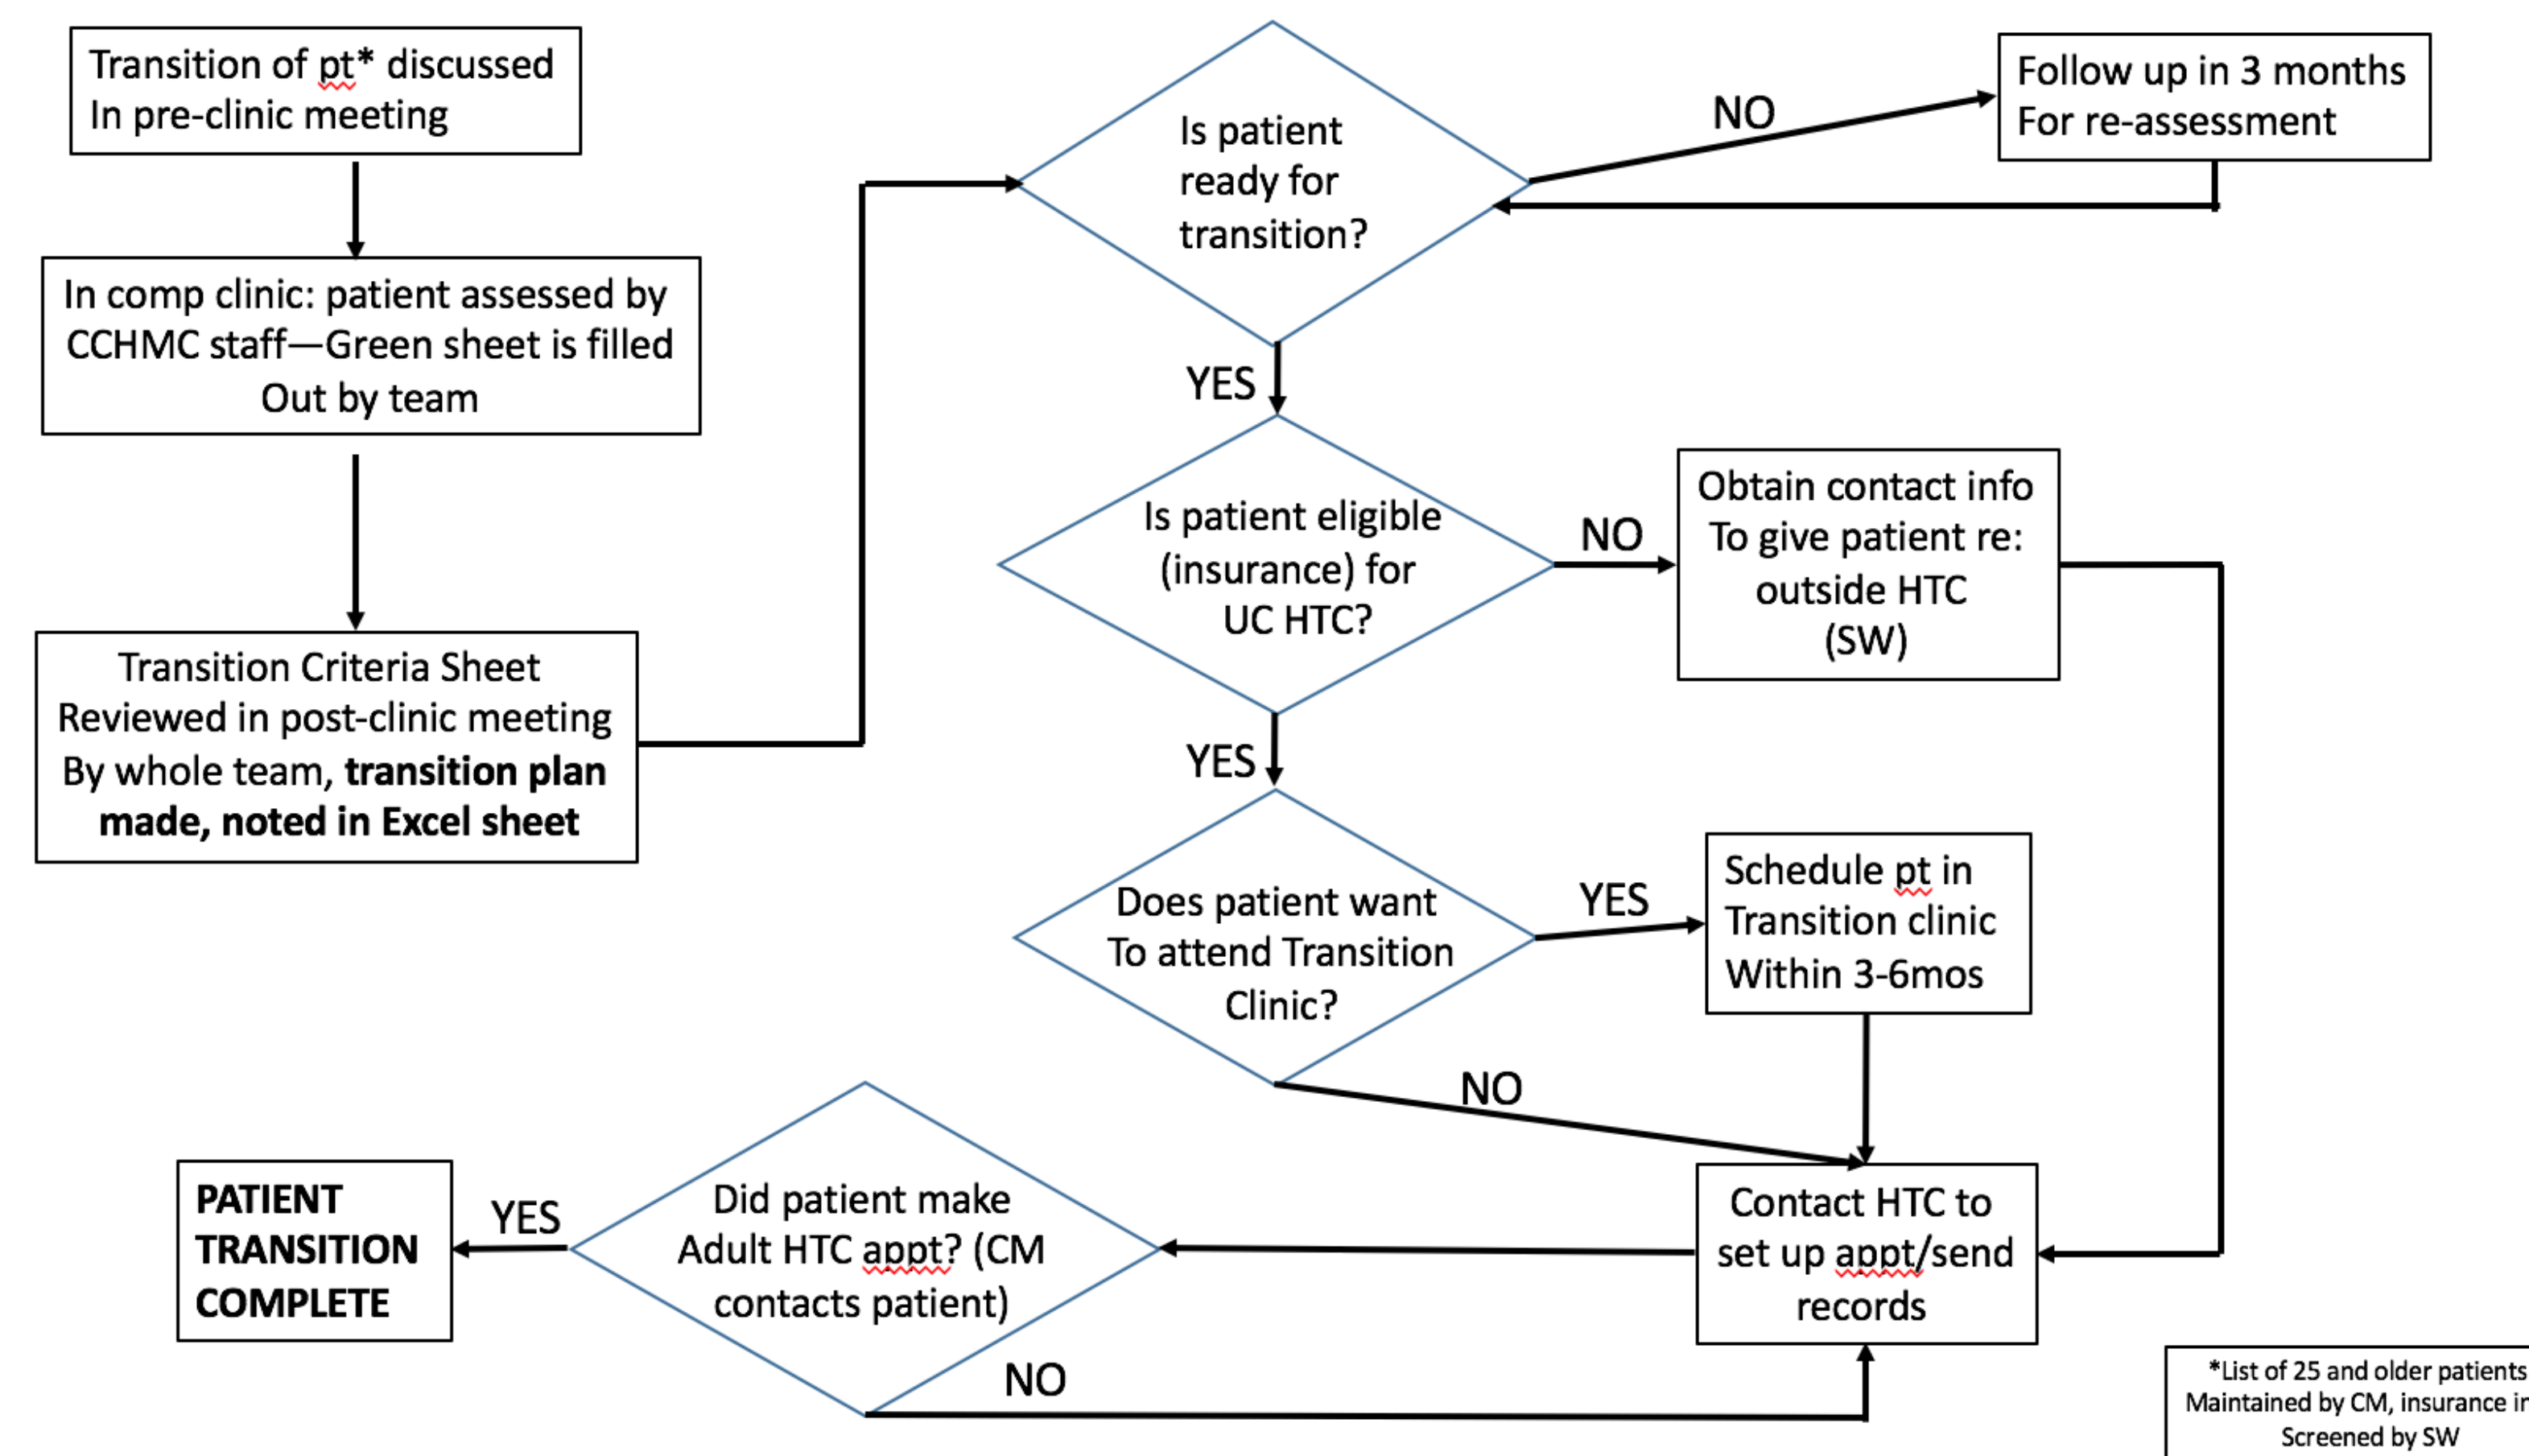 Transition of pt* discussed
In pre-clinic meeting
In comp clinic: patient assessed by
CCHMC staff—Green sheet is filled
Out by team
Transition Criteria Sheet
Reviewed in post-clinic meeting
By whole team, transition plan
made, noted in Excel sheet
Is patient
ready for
transition?
NO
Follow up in 3 months
For re-assessment
YES
Is patient eligible
(insurance) for
UC HTC?
NO
Obtain contact info
To give patient re:
outside HTC
(SW)
YES
Does patient want
To attend Transition
Clinic?
YES
Schedule pt in
Transition clinic
Within 3-6mos
NO
Contact HTC to
set up appt/send
records
Did patient make
Adult HTC appt? (CM
contacts patient)
NO
YES
PATIENT
TRANSITION
COMPLETE
*List of 25 and older patients
Maintained by CM, insurance
Screened by SW